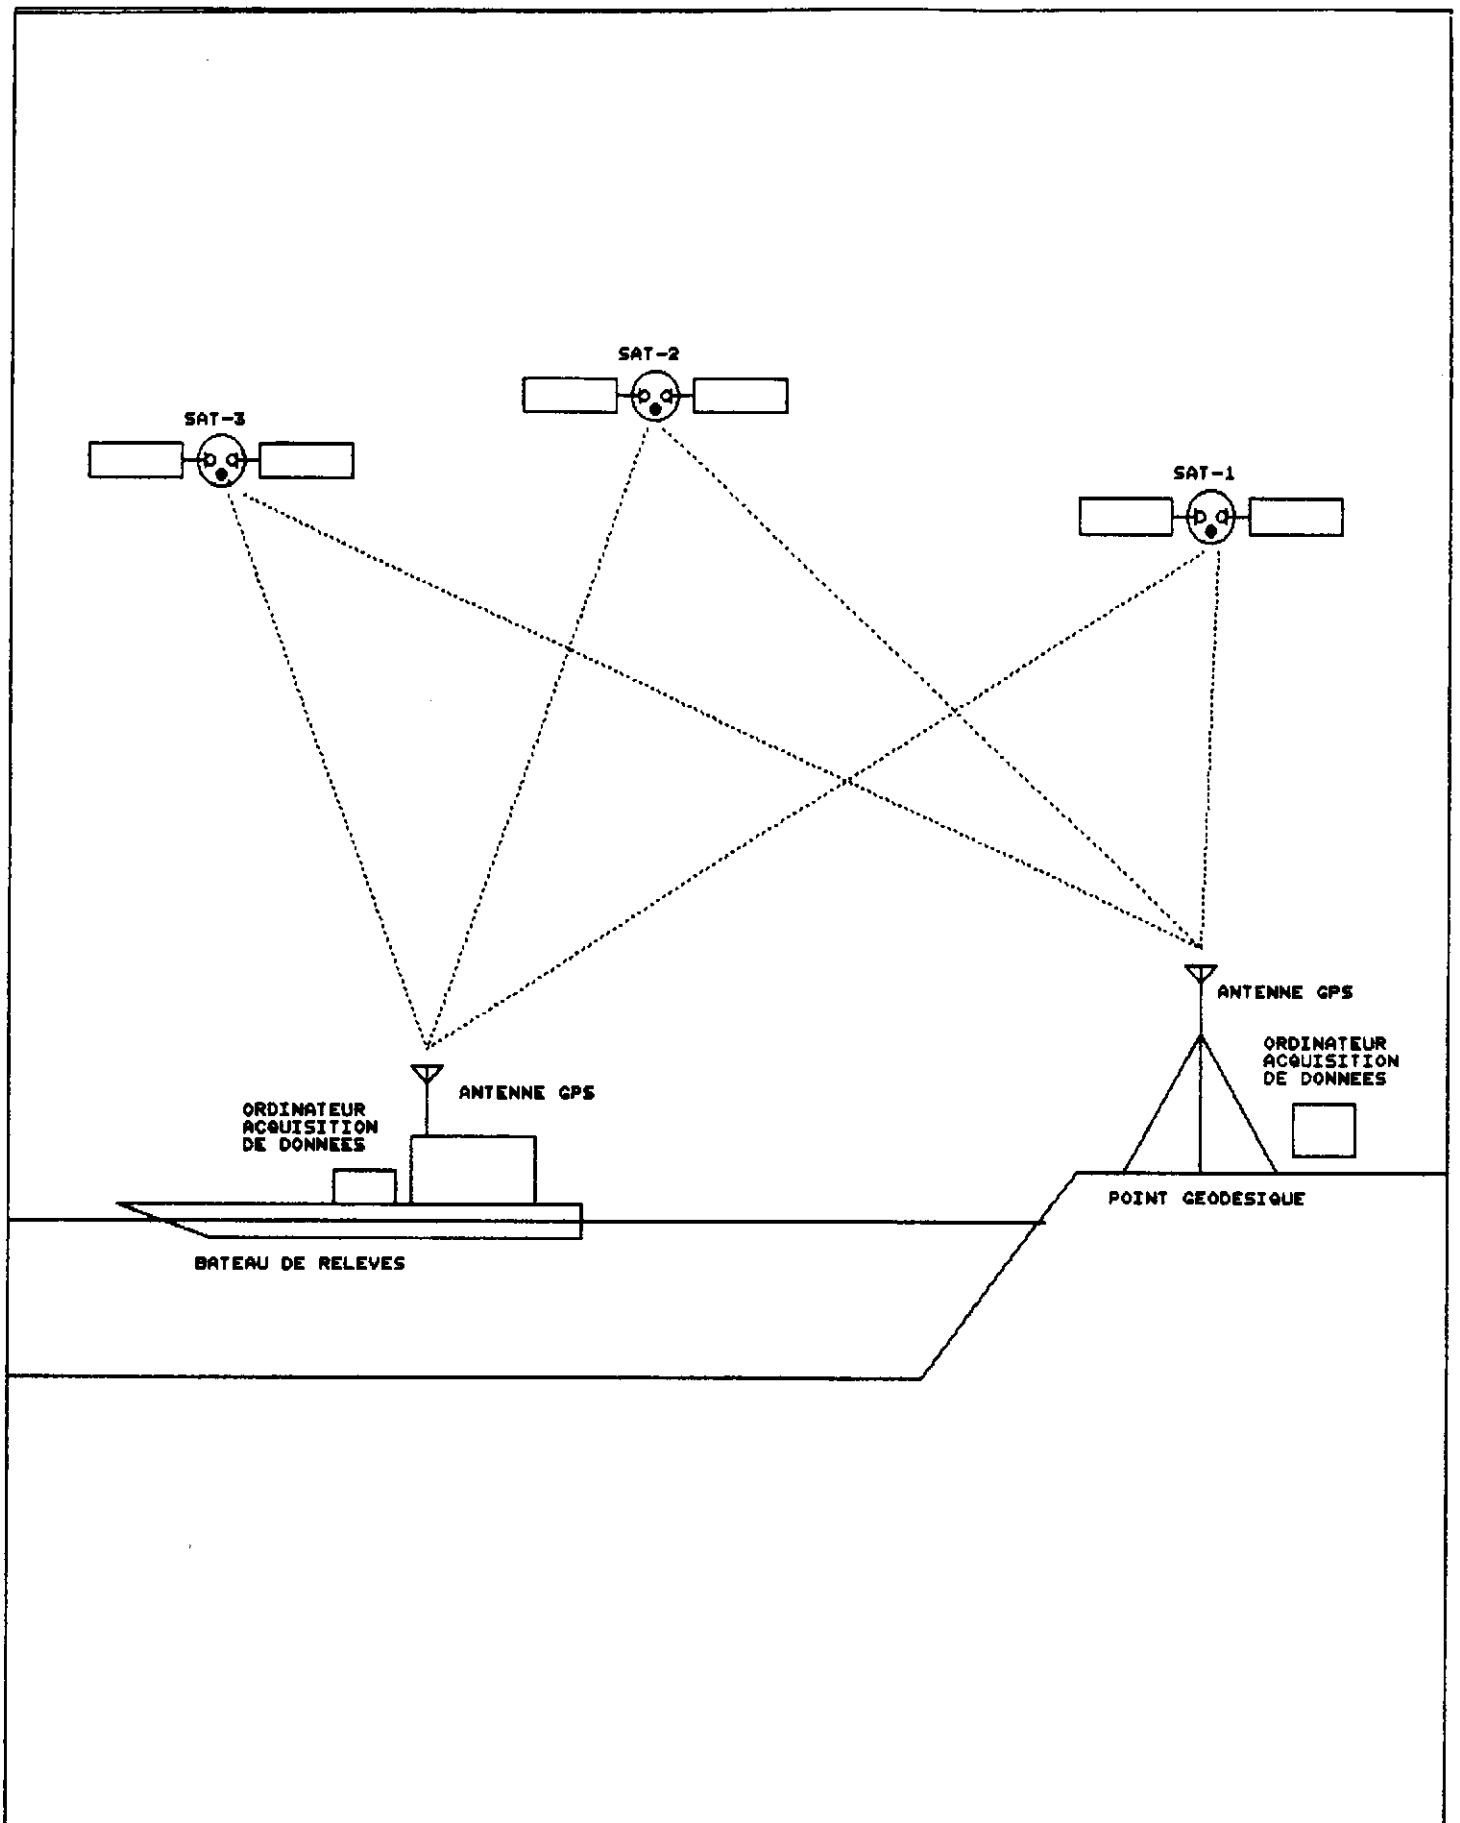 SAT-2
SAT-3
SAT-1
ANTENNE GPS
ORDINATEUR
ACQUISITION
DE DONNEES
ANTENNE GPS
ORDINATEUR
ACQUISITION
DE DONNEES
POINT GEODESIQUE
BATEAU DE RELEVES